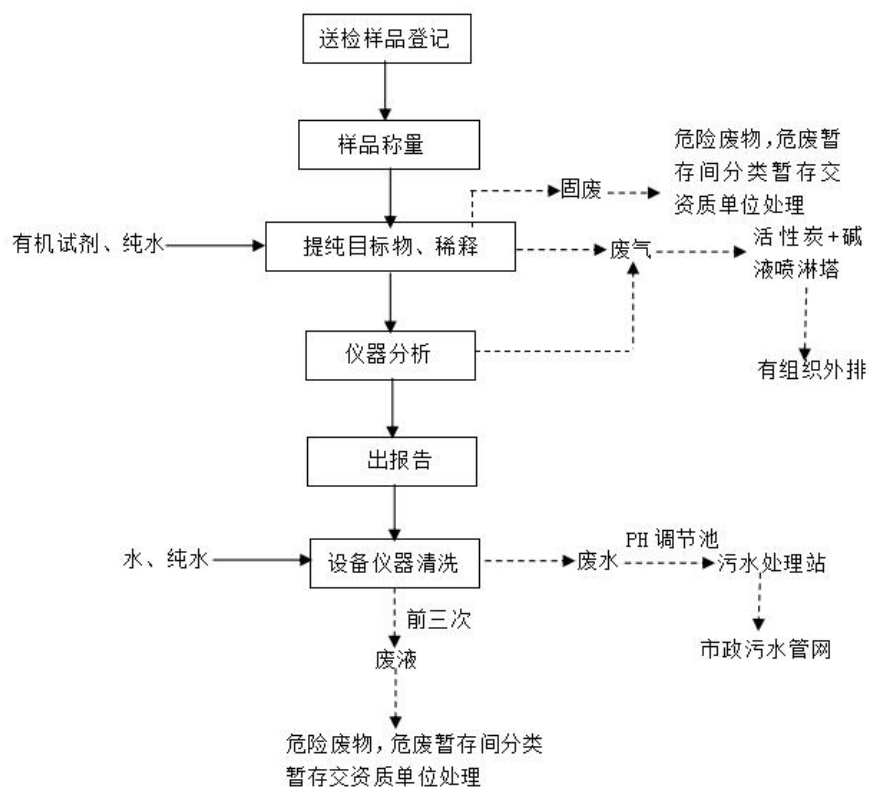 送检样品登记
样品称量
危险废物,危废暂
存间分类暂存交
资质单位处理
固废
有机试剂、纯水
提纯目标物、稀释
废气
活性炭+碱
液喷淋塔
仪器分析
有组织外排
出报告
水、纯水
设备仪器清洗
废水
PH 调节池
污水处理站
前三次
废液
市政污水管网
危险废物,危废暂存间分类
暂存交资质单位处理